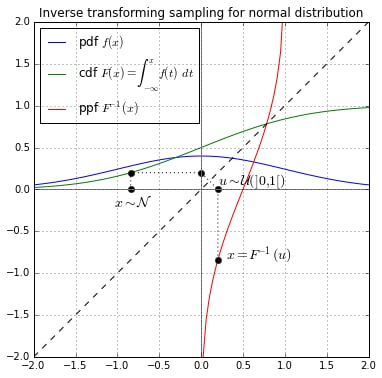 Inverse transforming sampling for normal distribution
pdf f(x)
cdf F(x)=∫_{-∞}^{x} f(t) dt
ppf F⁻¹(x)
2.0
1.5
1.0
0.5
0.0
−0.5
−1.0
−1.5
−2.0
u∼𝒰(]0,1[)
x∼𝒩
x=F⁻¹(u)
−2.0 −1.5 −1.0 −0.5 0.0 0.5 1.0 1.5 2.0